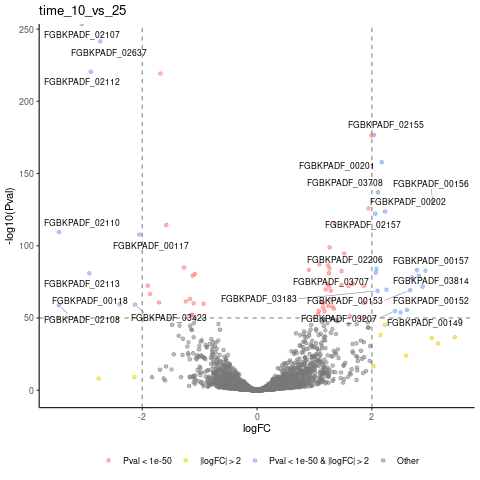 time_10_vs_25
250
FGBKPADF_02107
FGBKPADF_02637
FGBKPADF_02112
200
FGBKPADF_02155
150
FGBKPADF_00201
FGBKPADF_03708
FGBKPADF_00156
FGBKPADF_00202
FGBKPADF_02110
FGBKPADF_02157
100
FGBKPADF_00117
FGBKPADF_02206
FGBKPADF_00157
FGBKPADF_02113
FGBKPADF_03707
FGBKPADF_03814
FGBKPADF_00118
FGBKPADF_03183
FGBKPADF_00153
FGBKPADF_00152
FGBKPADF_02108
FGBKPADF_03423
FGBKPADF_03207
FGBKPADF_00149
50
0
-log10(Pval)
-2
0
2
logFC
Pval < 1e-50
|logFC| > 2
Pval < 1e-50 & |logFC| > 2
Other